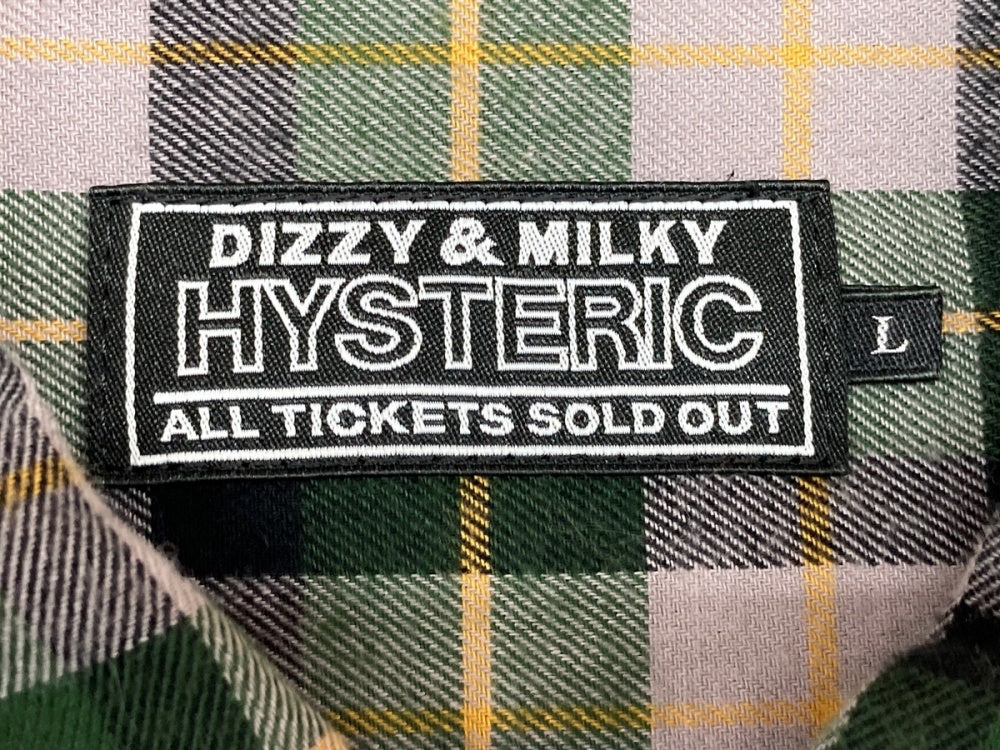 DIZZY & MILKY
HYSTERIC
ALL TICKETS SOLD OUT
L